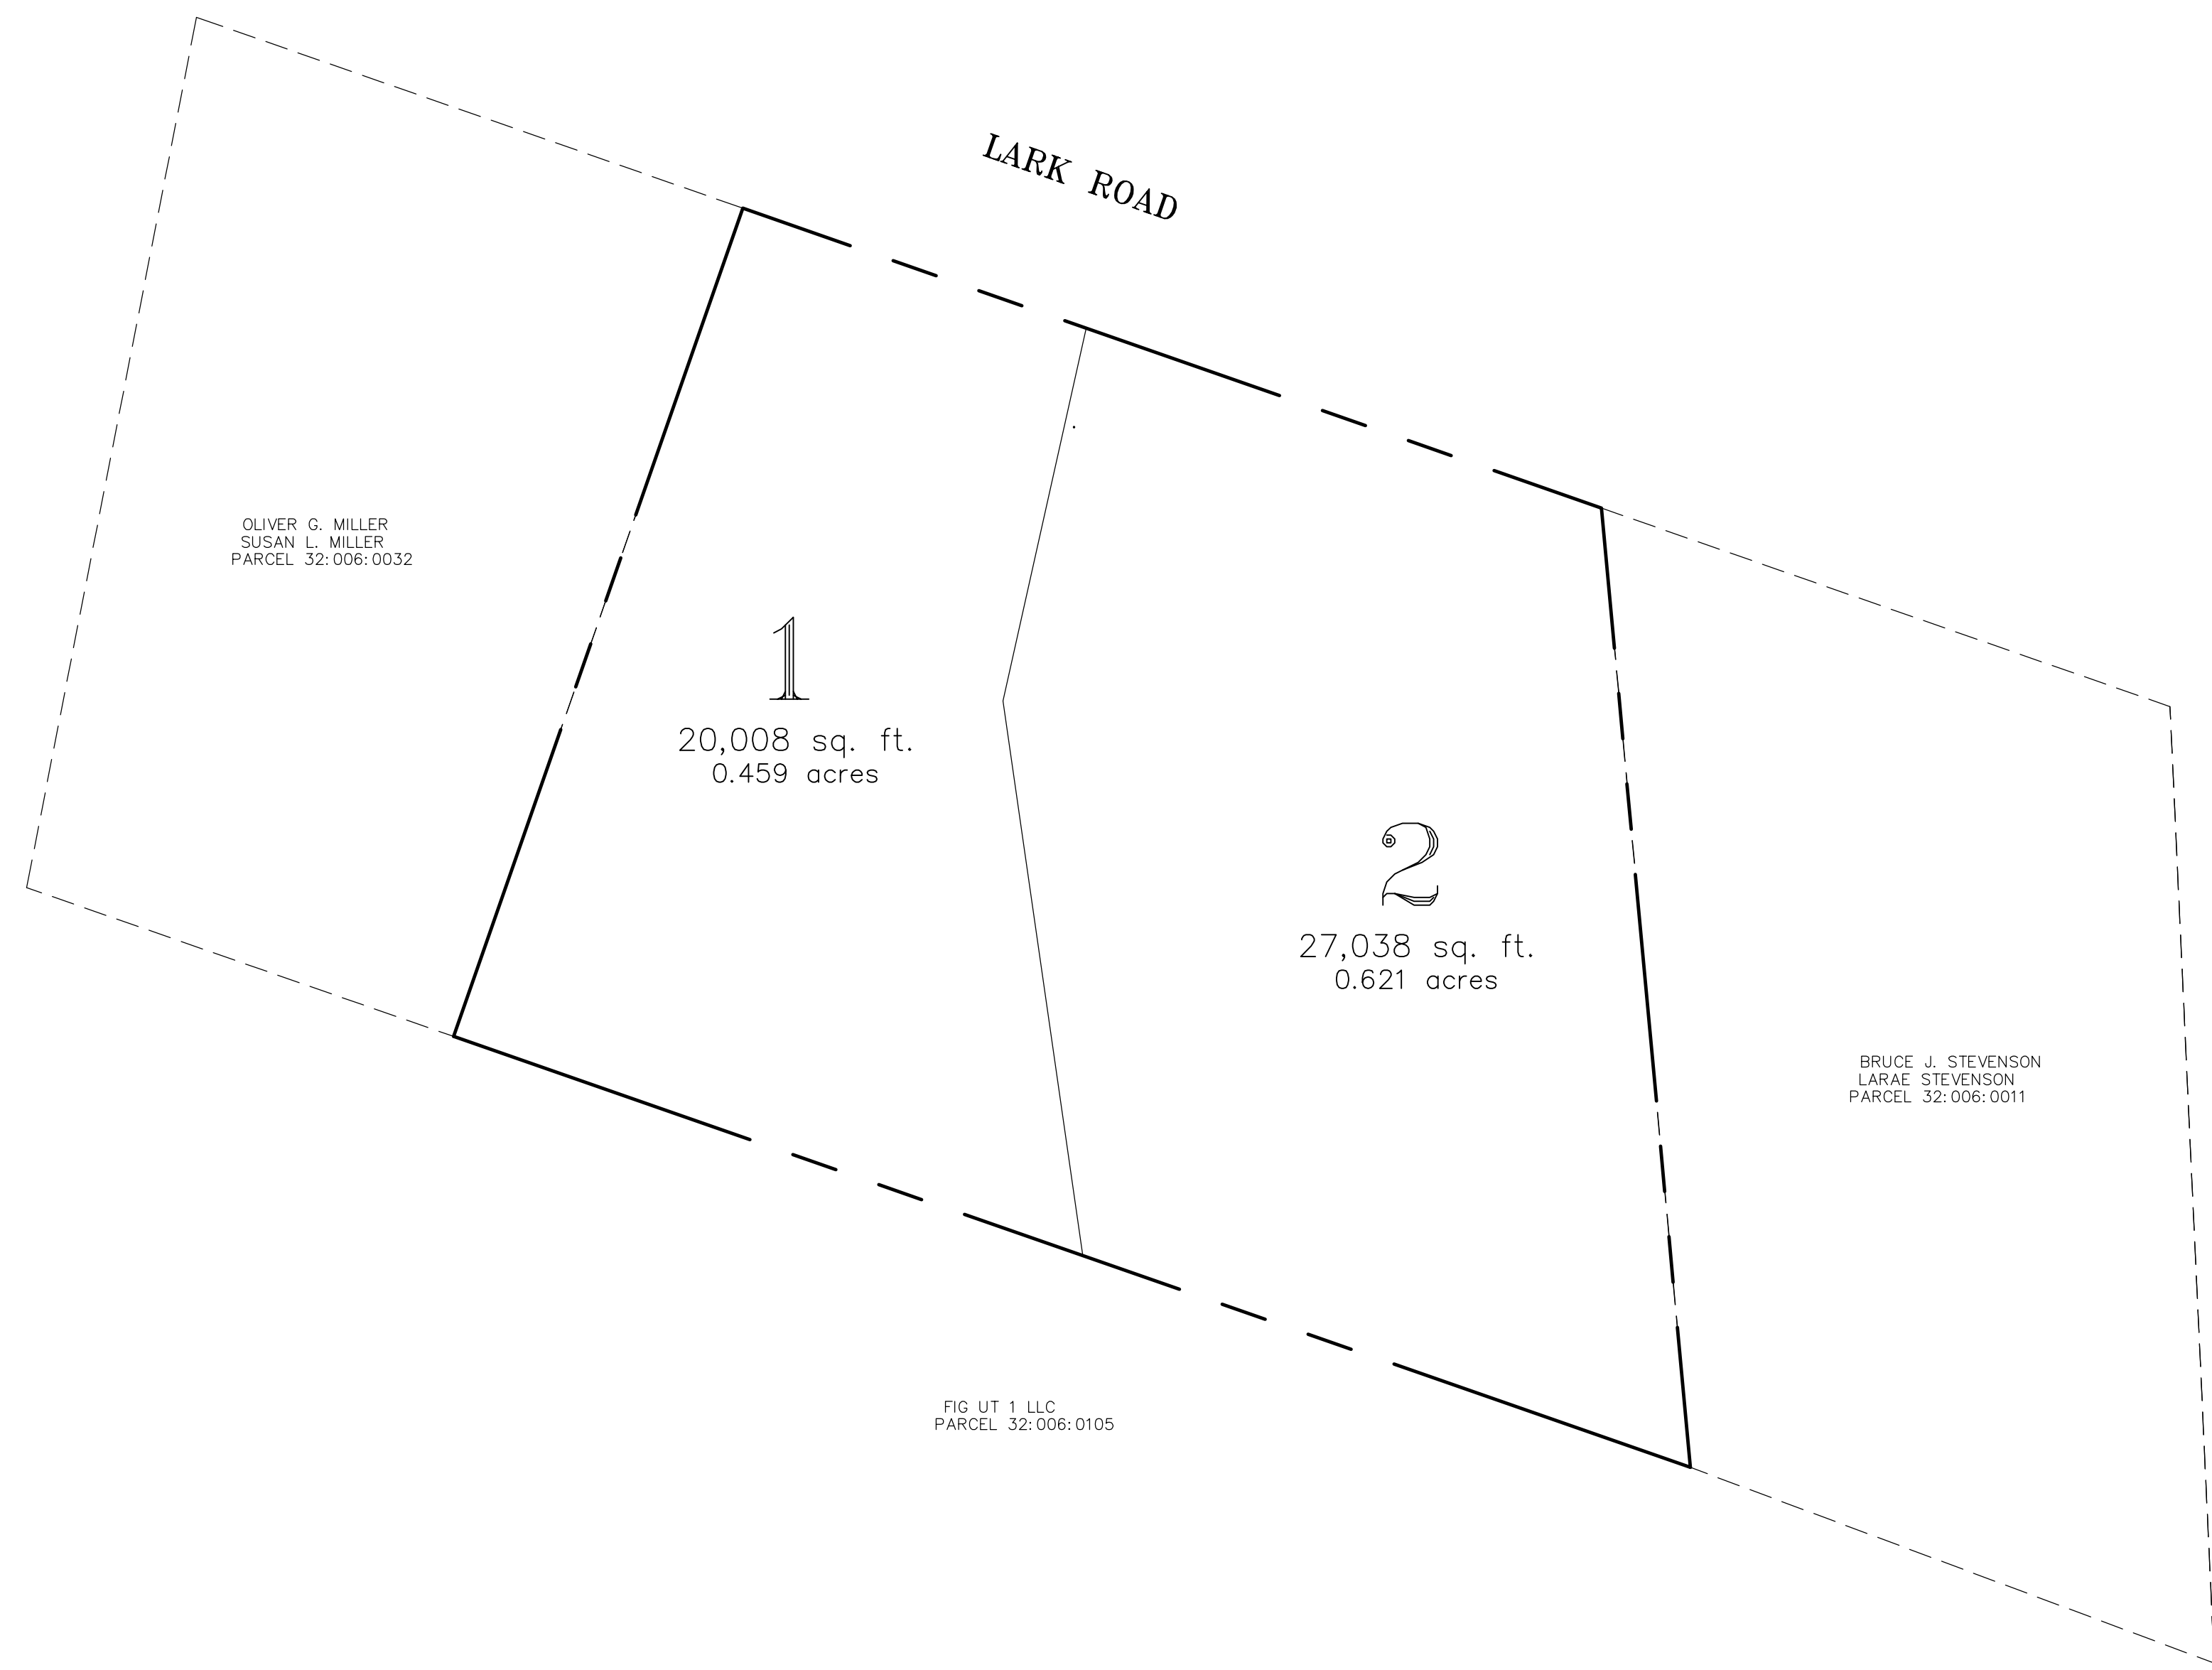 LARK ROAD
OLIVER G. MILLER
SUSAN L. MILLER
PARCEL 32:006:0032
1
20,008 sq. ft.
0.459 acres
2
27,038 sq. ft.
0.621 acres
BRUCE J. STEVENSON
LARAE STEVENSON
PARCEL 32:006:0011
FIG UT 1 LLC
PARCEL 32:006:0105